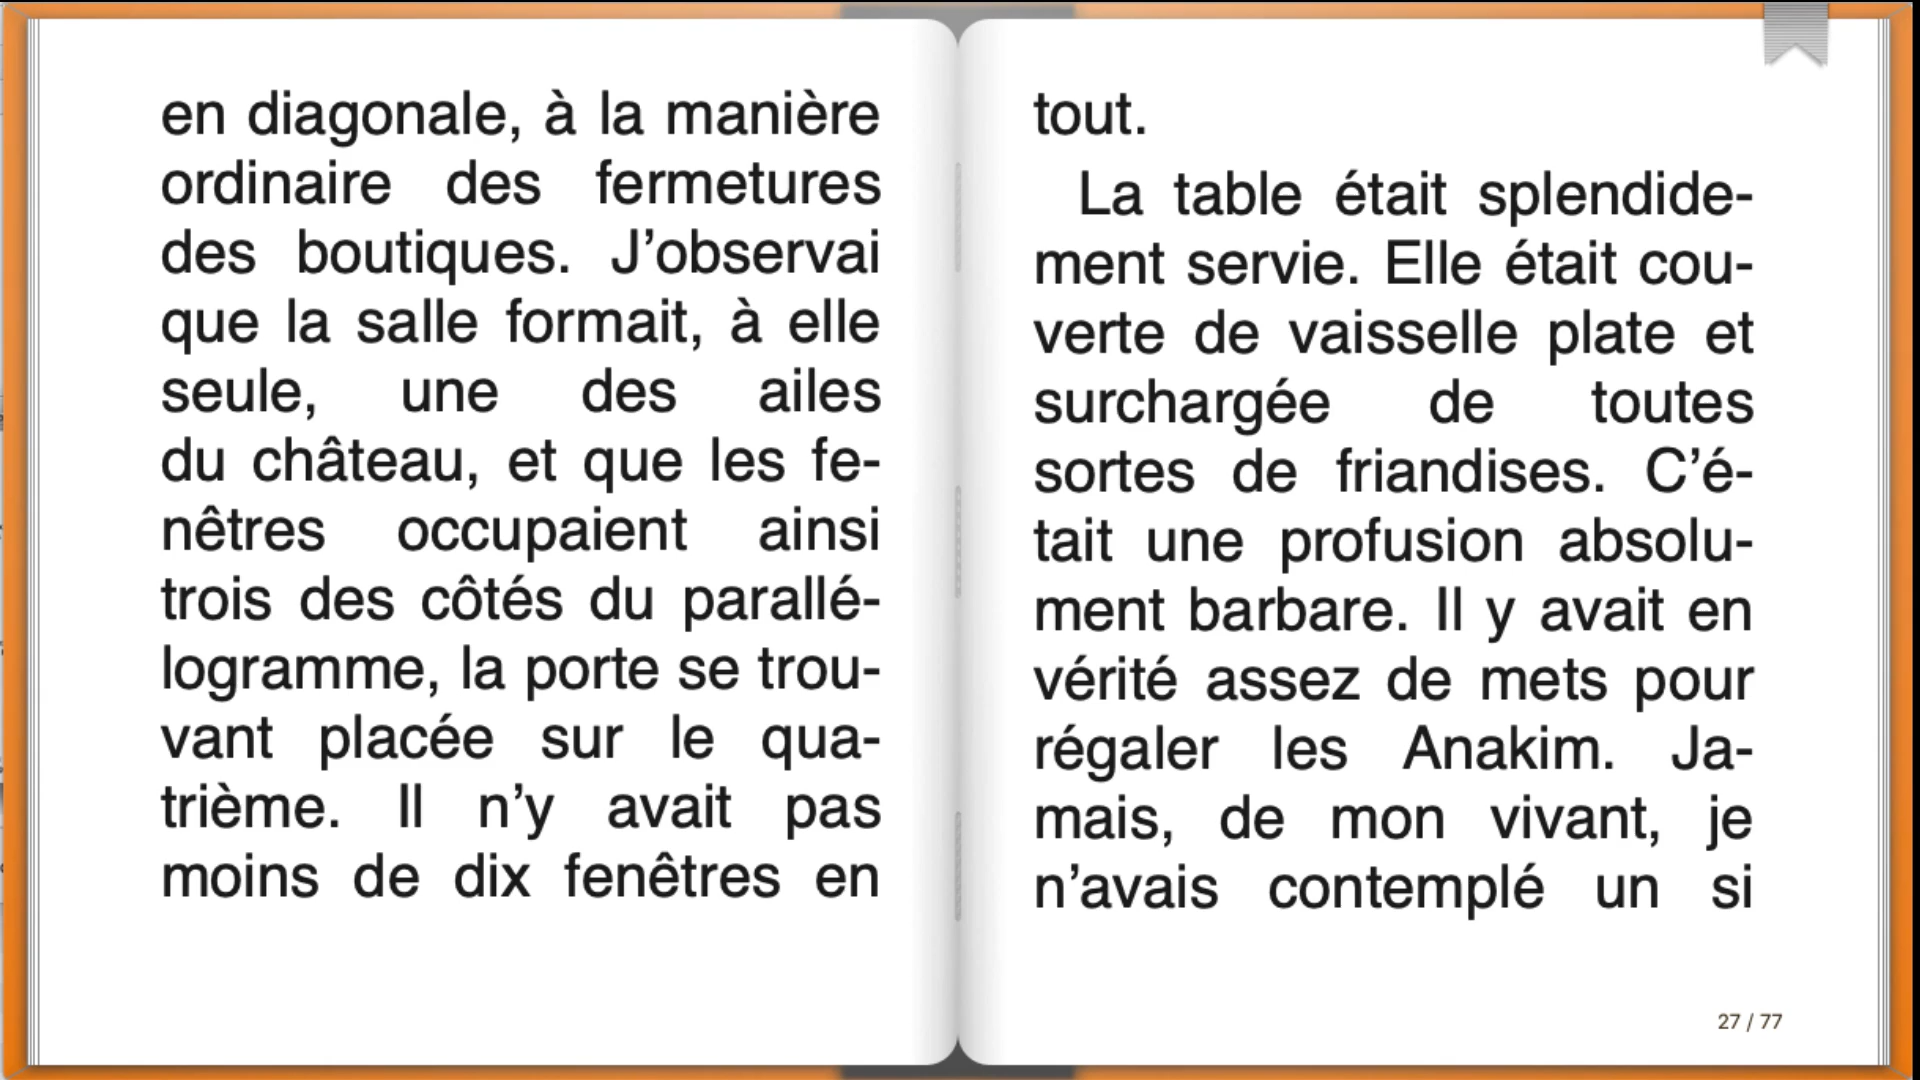 en diagonale, à la manière
ordinaire des fermetures
des boutiques. J’observai
que la salle formait, à elle
seule, une des ailes
du château, et que les fe-
nêtres occupaient ainsi
trois des côtés du parallé-
logramme, la porte se trou-
vant placée sur le qua-
trième. Il n’y avait pas
moins de dix fenêtres en
tout.
La table était splendide-
ment servie. Elle était cou-
verte de vaisselle plate et
surchargée de toutes
sortes de friandises. C’é-
tait une profusion absolu-
ment barbare. Il y avait en
vérité assez de mets pour
régaler les Anakim. Ja-
mais, de mon vivant, je
n’avais contemplé un si
27 / 77